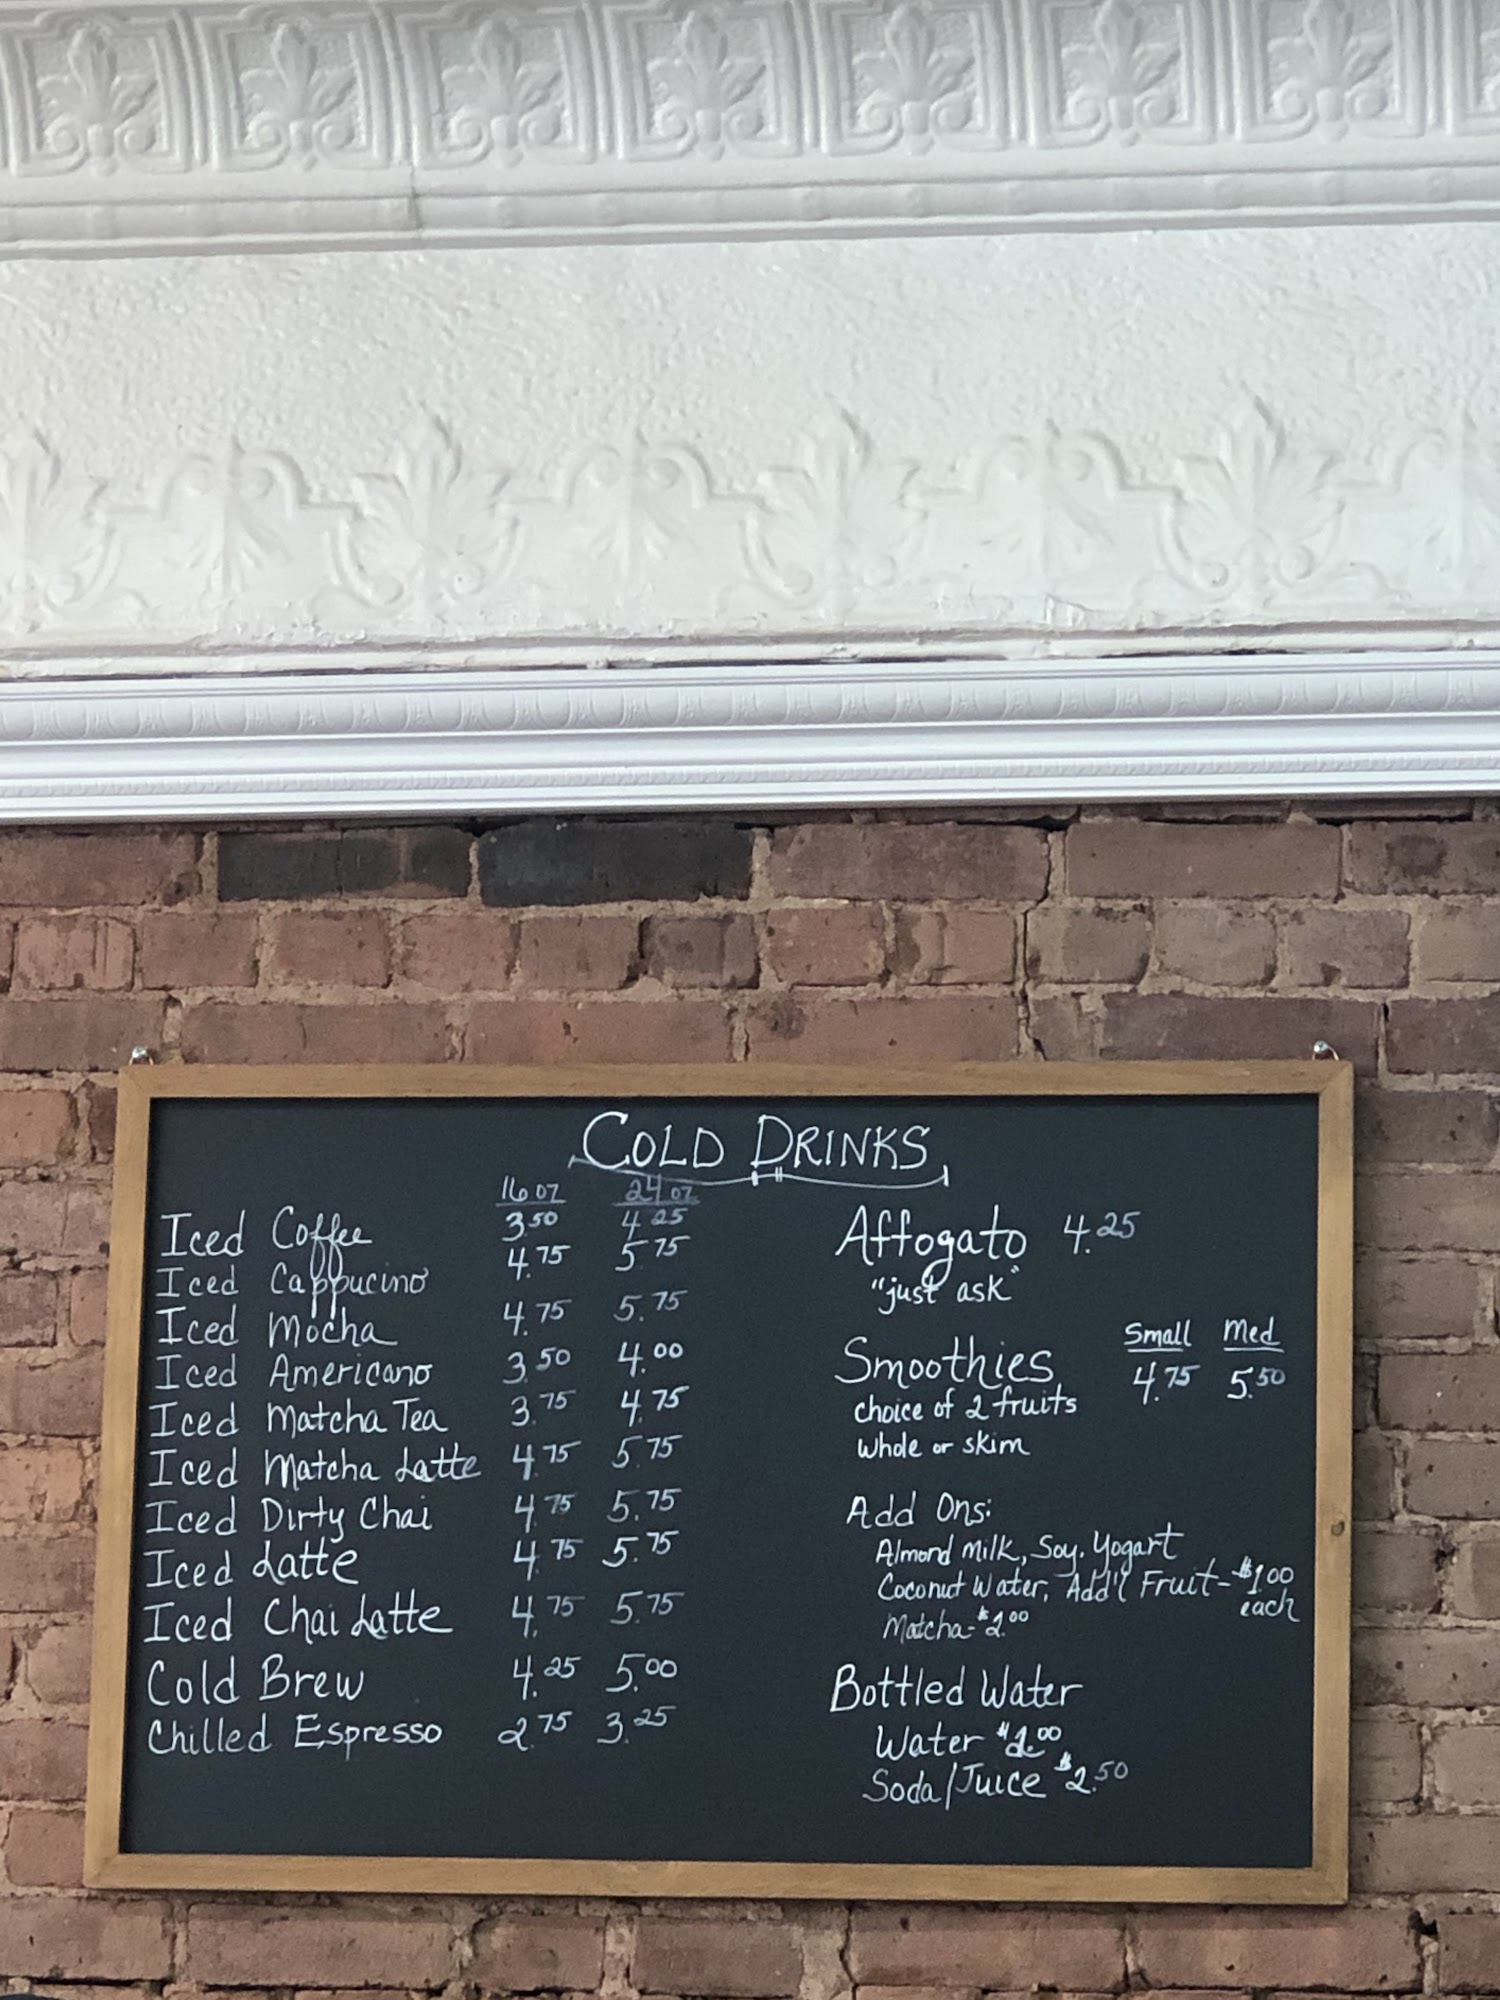 COLD DRINKS
16 oz 24 oz
Iced Coffee 3.50 4.25
Iced Cappucino 4.75 5.75
Iced Mocha 4.75 5.75
Iced Americano 3.50 4.00
Iced Matcha Tea 3.75 4.75
Iced Matcha Latte 4.75 5.75
Iced Dirty Chai 4.75 5.75
Iced Latte 4.75 5.75
Iced Chai Latte 4.75 5.75
Cold Brew 4.25 5.00
Chilled Espresso 2.75 3.25
Affogato 4.25
"just ask"
Small Med
Smoothies 4.75 5.50
choice of 2 fruits
whole or skim
Add Ons:
Almond Milk, Soy, Yogart
Coconut Water, Add'l Fruit - $1.00
each
Matcha - $2.00
Bottled Water
Water $2.00
Soda/Juice $2.50